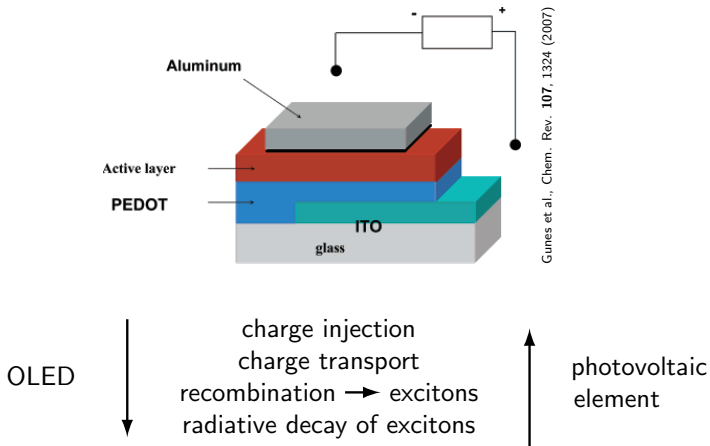 - +
Aluminum
Active layer
PEDOT
ITO
glass
Gunes et al., Chem. Rev. 107, 1324 (2007)
OLED
charge injection
charge transport
recombination → excitons
radiative decay of excitons
photovoltaic
element